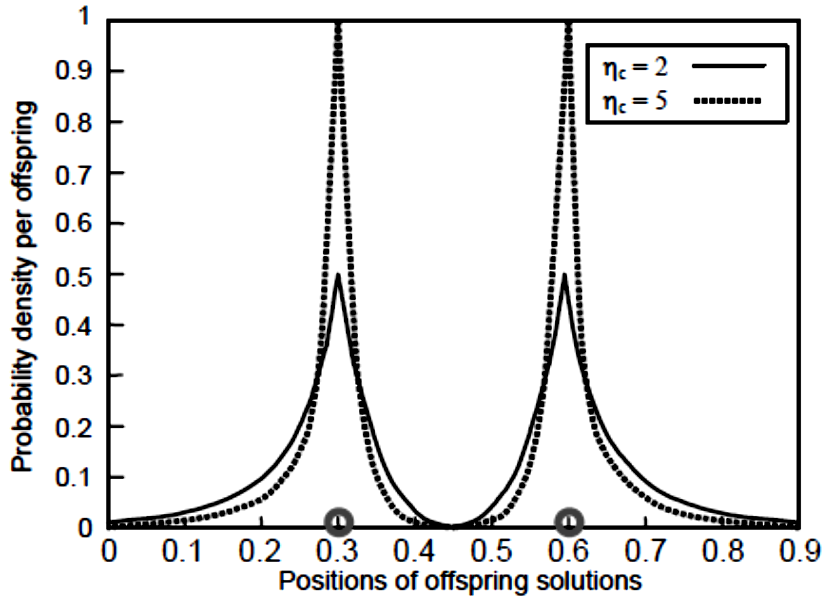 1
0.9
0.8
0.7
0.6
0.5
0.4
0.3
0.2
0.1
0
ηc = 2
ηc = 5
Probability density per offspring
0 0.1 0.2 0.3 0.4 0.5 0.6 0.7 0.8 0.9
Positions of offspring solutions